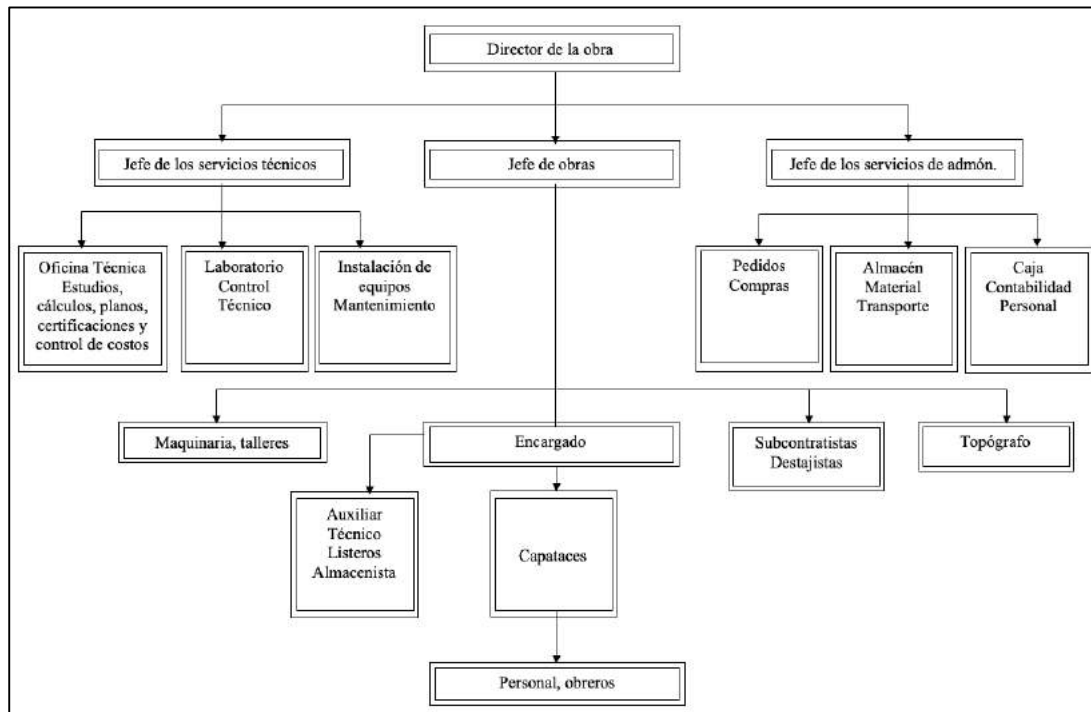 Director de la obra
Jefe de los servicios técnicos
Jefe de obras
Jefe de los servicios de admón.
Oficina Técnica
Estudios,
cálculos, planos,
certificaciones y
control de costos
Laboratorio
Control
Técnico
Instalación de
equipos
Mantenimiento
Pedidos
Compras
Almacén
Material
Transporte
Caja
Contabilidad
Personal
Maquinaria, talleres
Encargado
Subcontratistas
Destajistas
Topógrafo
Auxiliar
Técnico
Listeros
Almacenista
Capataces
Personal, obreros